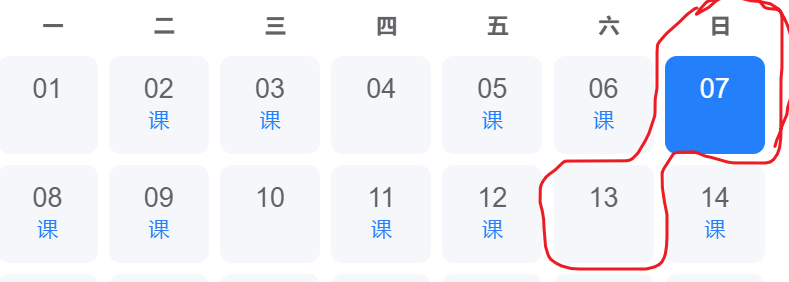 一 二 三 四 五 六 日
01 02 03 04 05 06 07
课 课 课 课
08 09 10 11 12 13 14
课 课 课 课 课